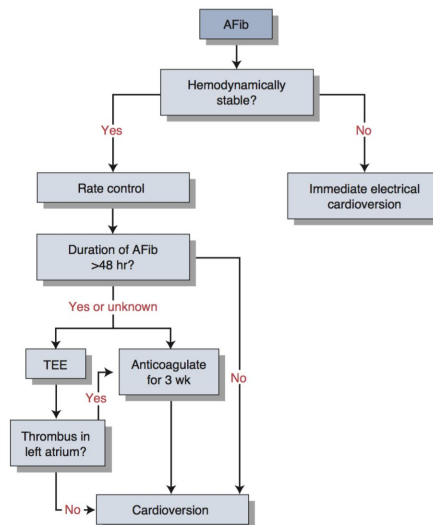 AFib
Hemodynamically
stable?
Yes
No
Rate control
Immediate electrical
cardioversion
Duration of AFib
>48 hr?
Yes or unknown
TEE
Anticoagulate
for 3 wk
No
Yes
Thrombus in
left atrium?
No
Cardioversion